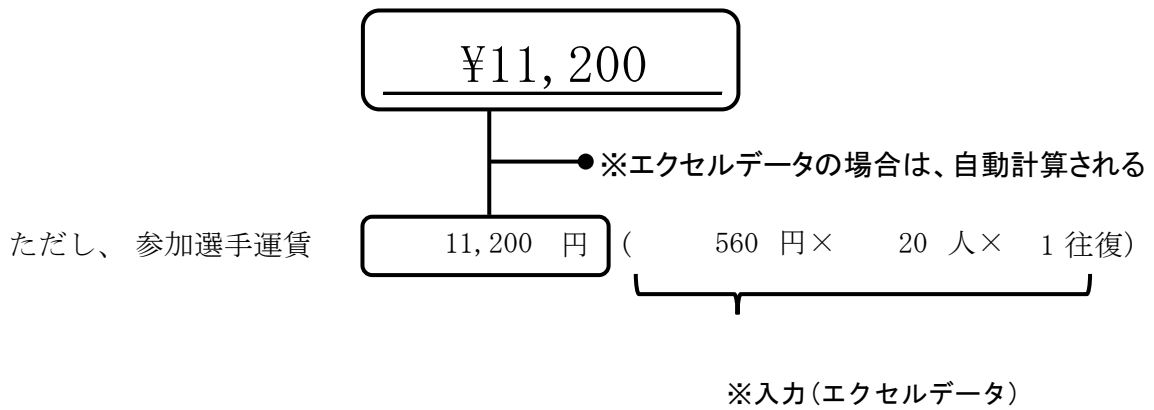 ¥11,200
※エクセルデータの場合は、自動計算される
ただし、 参加選手運賃 11,200 円 ( 560 円× 20 人× 1 往復)
※入力(エクセルデータ)